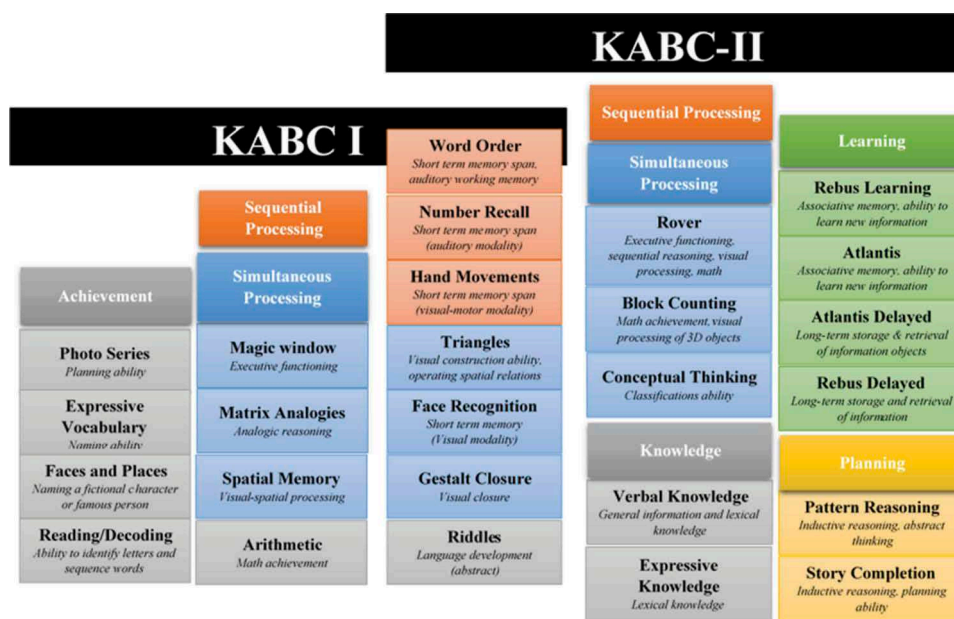 KABC-II
KABC I
Achievement
Photo Series
Planning ability
Expressive
Vocabulary
Naming ability
Faces and Places
Naming a fictional character
or famous person
Reading/Decoding
Ability to identify letters and
sequence words
Sequential
Processing
Simultaneous
Processing
Magic window
Executive functioning
Matrix Analogies
Analogic reasoning
Spatial Memory
Visual-spatial processing
Arithmetic
Math achievement
Word Order
Short term memory span,
auditory working memory
Number Recall
Short term memory span
(auditory modality)
Hand Movements
Short term memory span
(visual-motor modality)
Triangles
Visual construction ability,
operating spatial relations
Face Recognition
Short term memory
(Visual modality)
Gestalt Closure
Visual closure
Riddles
Language development
(abstract)
Sequential Processing
Simultaneous
Processing
Rover
Executive functioning,
sequential reasoning, visual
processing, math
Block Counting
Math achievement, visual
processing of 3D objects
Conceptual Thinking
Classifications ability
Knowledge
Verbal Knowledge
General information and lexical
knowledge
Expressive
Knowledge
Lexical knowledge
Learning
Rebus Learning
Associative memory, ability to
learn new information
Atlantis
Associative memory, ability to
learn new information
Atlantis Delayed
Long-term storage & retrieval
of information objects
Rebus Delayed
Long-term storage and retrieval
of information
Planning
Pattern Reasoning
Inductive reasoning, abstract
thinking
Story Completion
Inductive reasoning, planning
ability